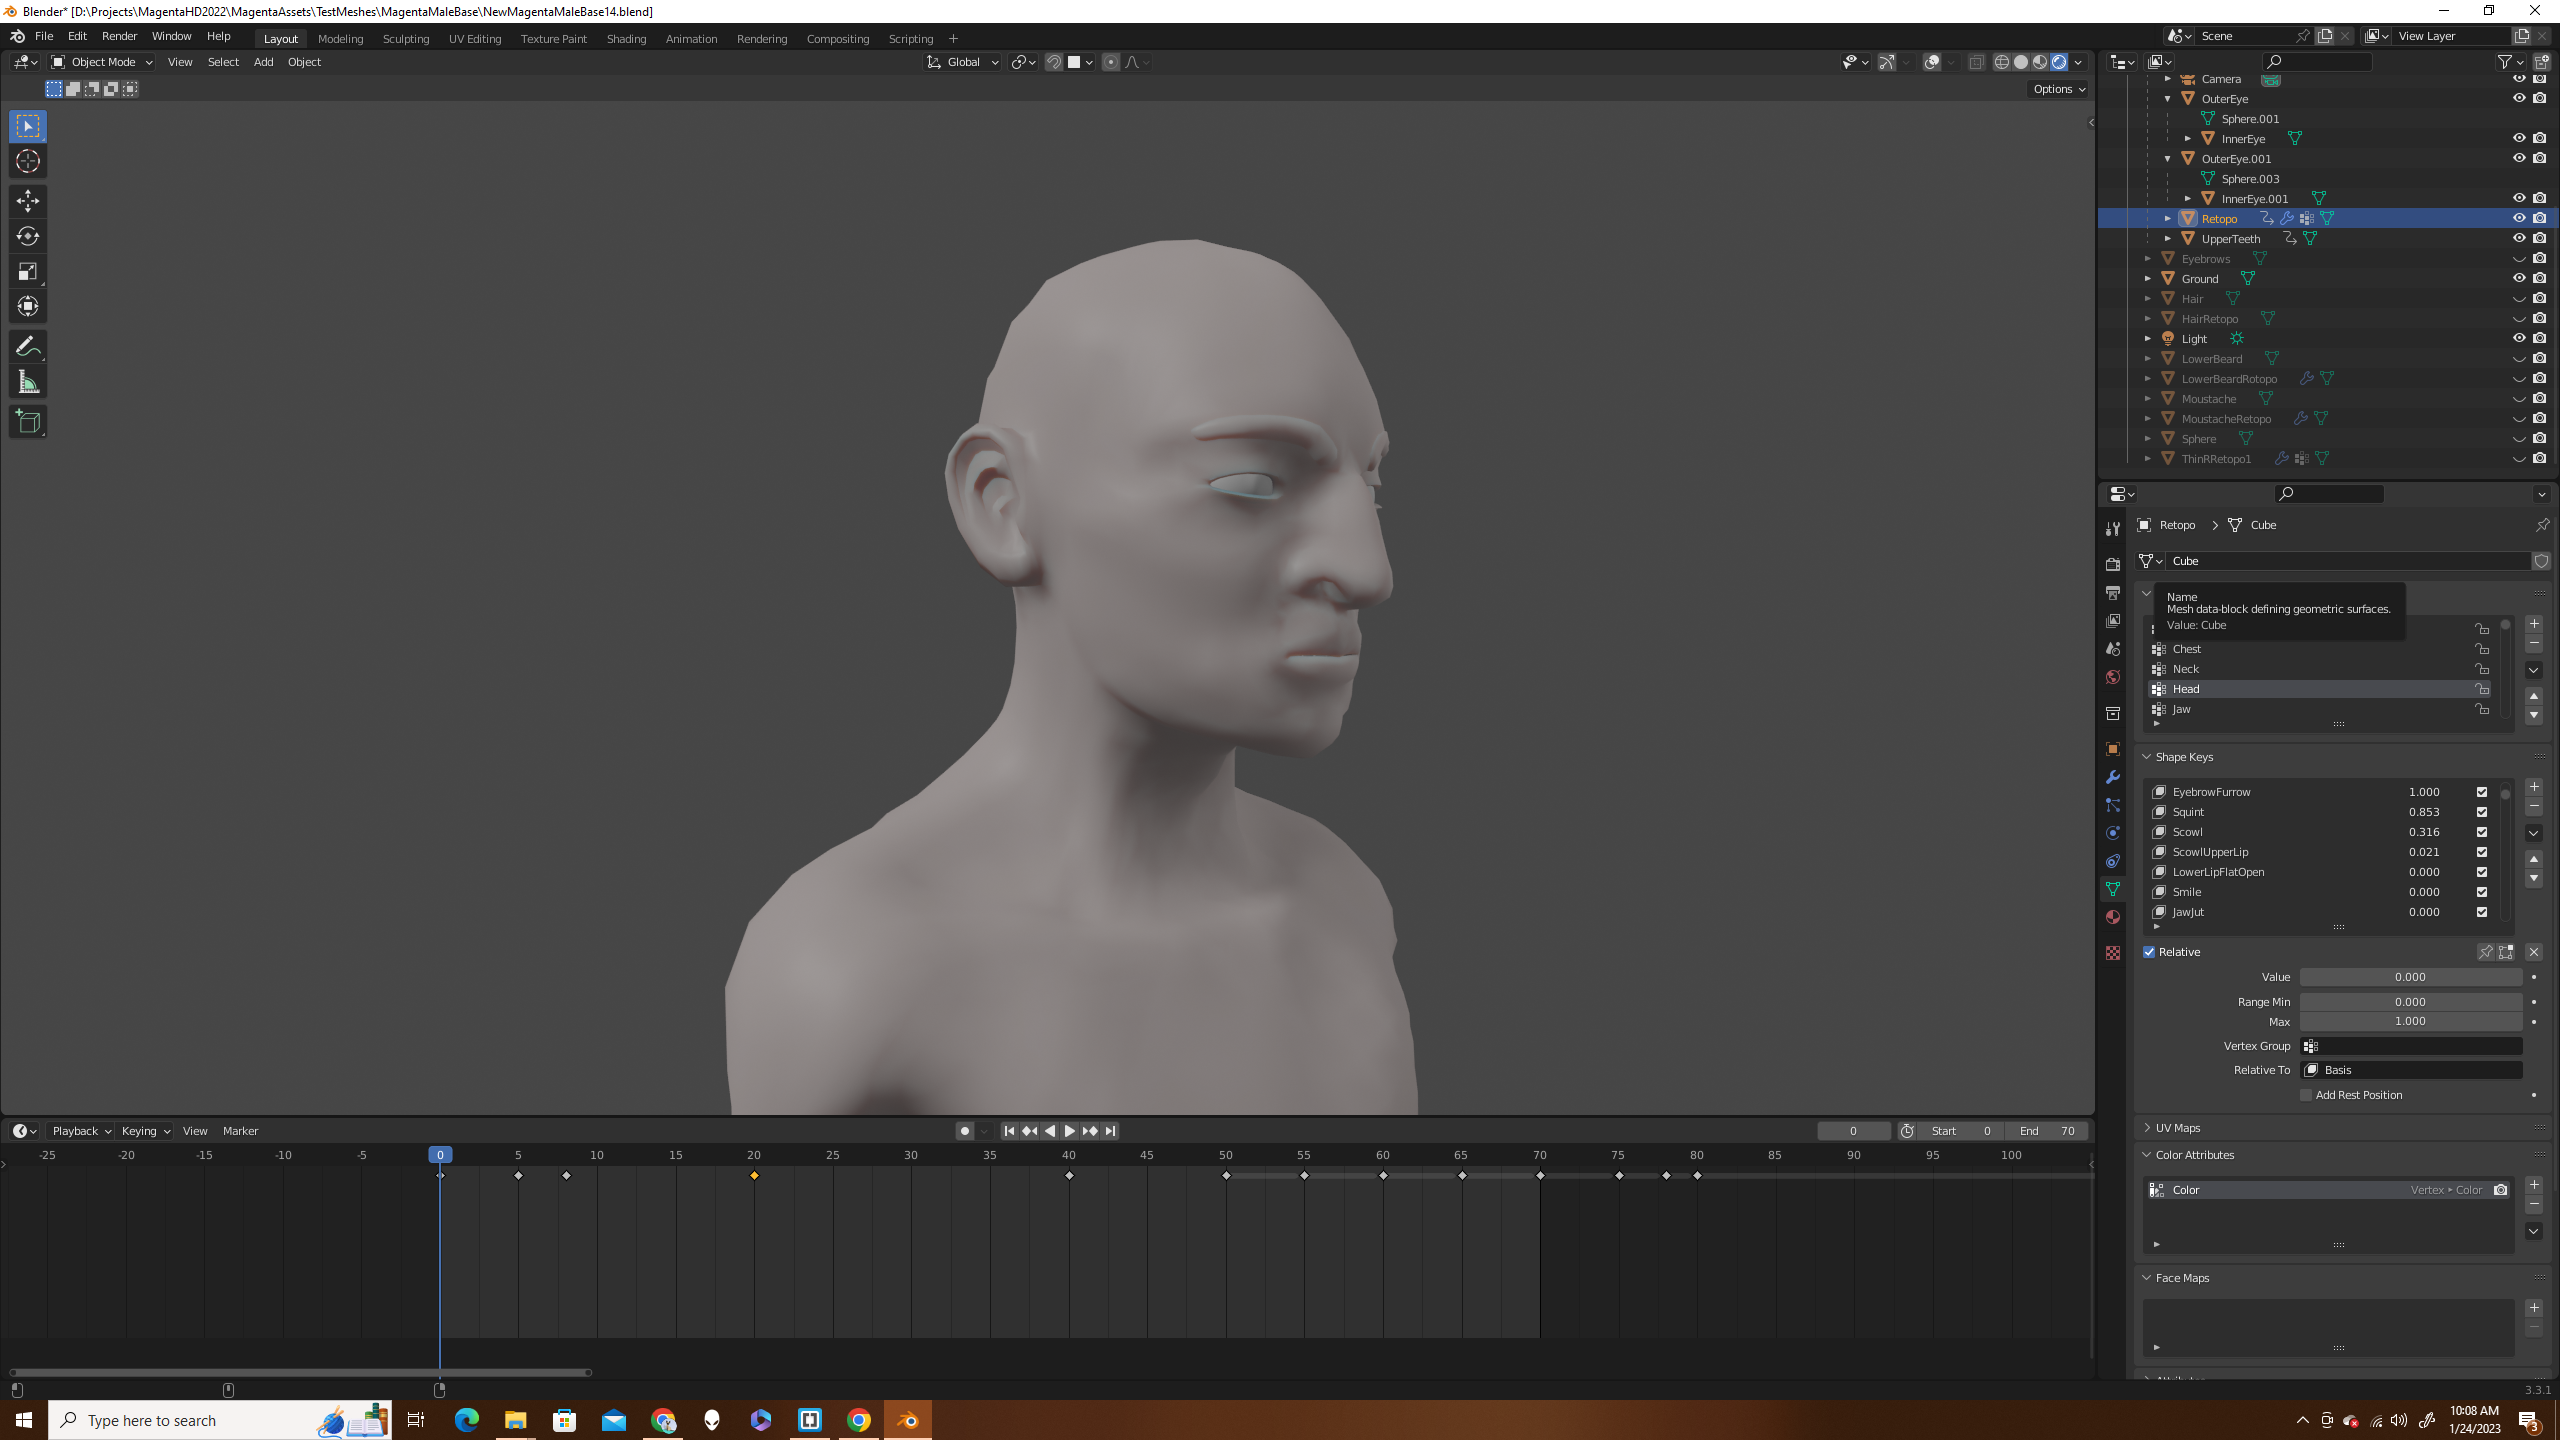 Blender* [D:\Projects\MagentaHD2022\MagentaAssets\TestMeshes\MagentaMaleBase\NewMagentaMaleBase14.blend]
File Edit Render Window Help Layout Modeling Sculpting UV Editing Texture Paint Shading Animation Rendering Compositing Scripting + Scene View Layer
Object Mode View Select Add Object Global
Options
Camera
OuterEye
Sphere.001
InnerEye
OuterEye.001
Sphere.003
InnerEye.001
Retopo
UpperTeeth
Eyebrows
Ground
Hair
HairRetopo
Light
LowerBeard
LowerBeardRotopo
Moustache
MoustacheRetopo
Sphere
ThinRRetopo1
Retopo > Cube
Cube
Name
Mesh data-block defining geometric surfaces.
Value: Cube
Chest
Neck
Head
Jaw
Shape Keys
EyebrowFurrow 1.000
Squint 0.853
Scowl 0.316
ScowlUpperLip 0.021
LowerLipFlatOpen 0.000
Smile 0.000
JawJut 0.000
Relative
Value 0.000
Range Min 0.000
Max 1.000
Vertex Group
Relative To Basis
Add Rest Position
UV Maps
Color Attributes
Color Vertex ▸ Color
Face Maps
Playback Keying View Marker 0 Start 0 End 70
-25 -20 -15 -10 -5 0 5 10 15 20 25 30 35 40 45 50 55 60 65 70 75 80 85 90 95 100
3.3.1
Type here to search
10:08 AM
1/24/2023
3